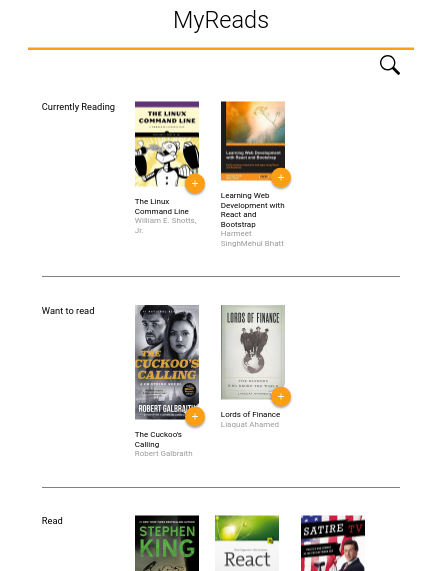 MyReads
Currently Reading
THE LINUX
COMMAND LINE
+
The Linux
Command Line
William E. Shotts,
Jr.
Learning Web Development
with React and Bootstrap
+
Learning Web
Development with
React and
Bootstrap
Harmeet
SinghMehul Bhatt
Want to read
THE
CUCKOO'S
CALLING
ROBERT GALBRAITH
+
The Cuckoo's
Calling
Robert Galbraith
LORDS OF FINANCE
+
Lords of Finance
Liaquat Ahamed
Read
STEPHEN
KING
React
SATIRE TV